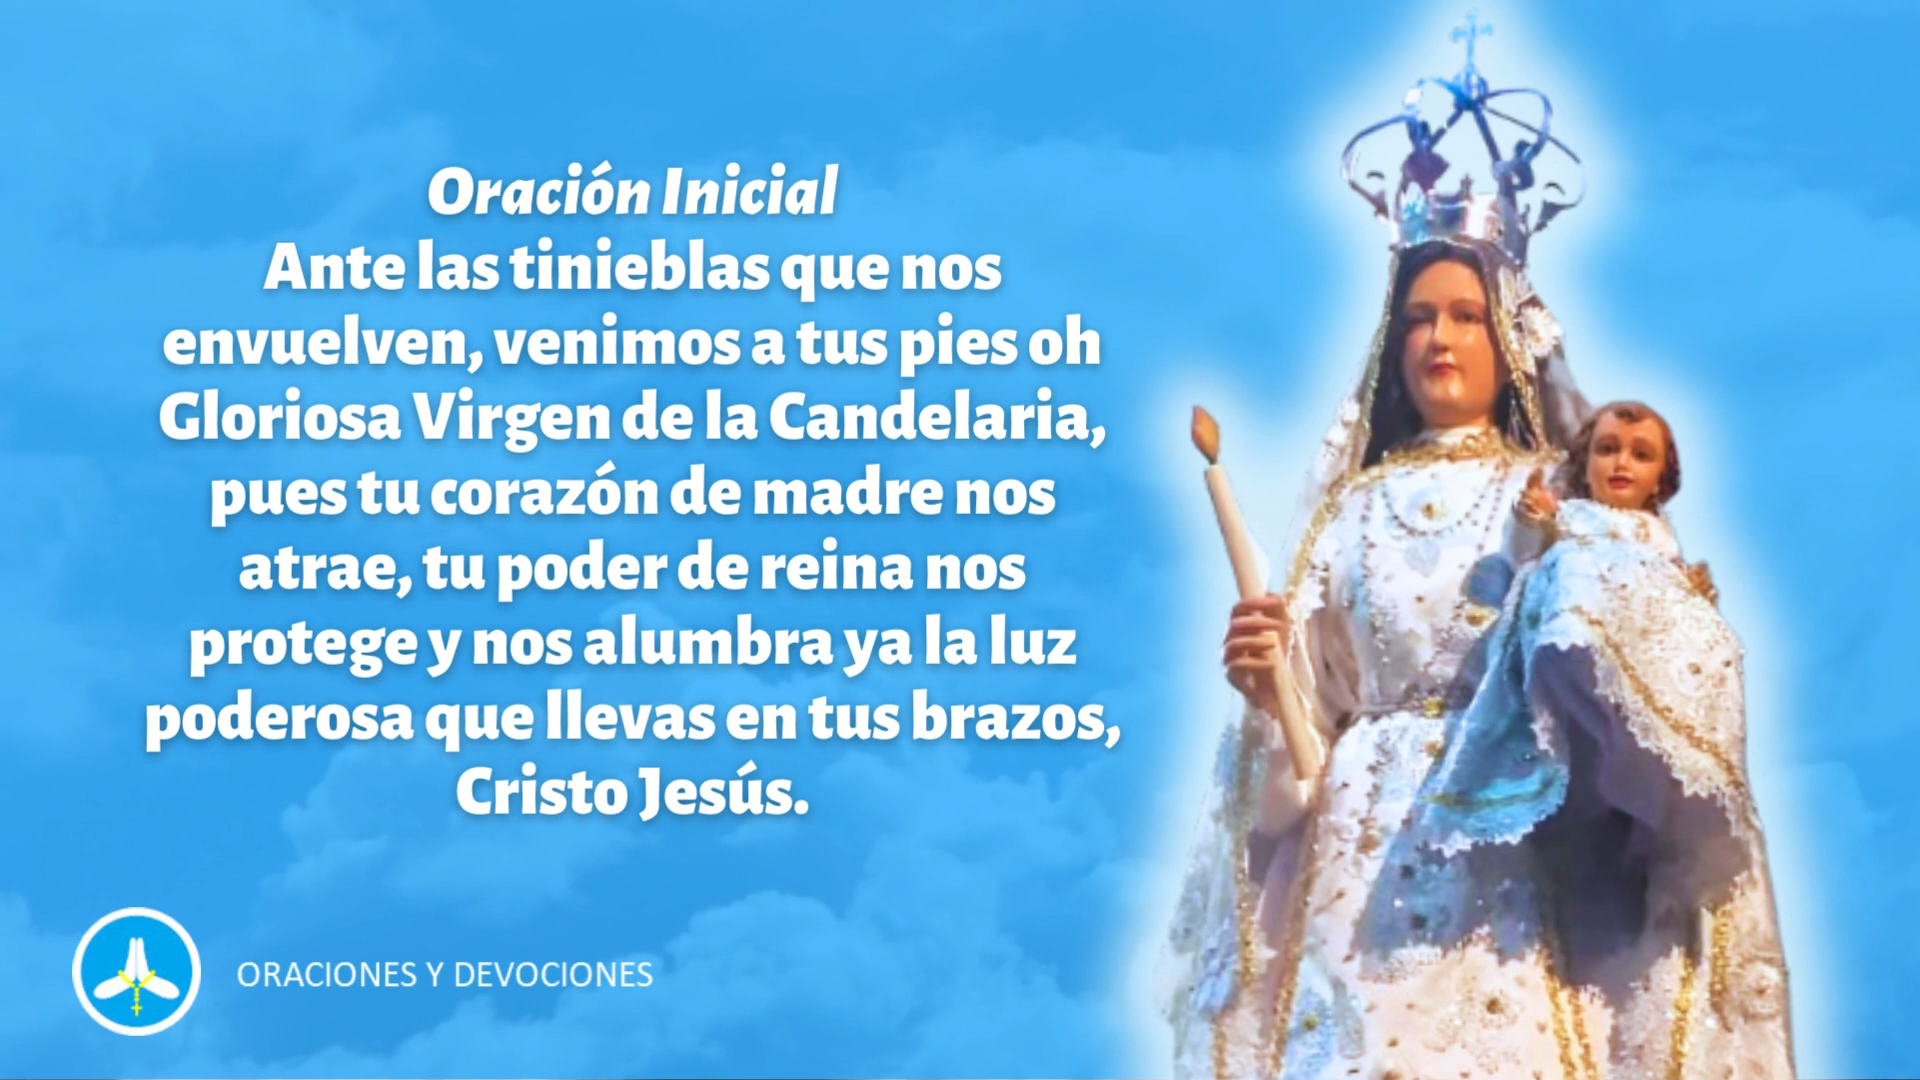 Oración Inicial
Ante las tinieblas que nos
envuelven, venimos a tus pies oh
Gloriosa Virgen de la Candelaria,
pues tu corazón de madre nos
atrae, tu poder de reina nos
protege y nos alumbra ya la luz
poderosa que llevas en tus brazos,
Cristo Jesús.
ORACIONES Y DEVOCIONES